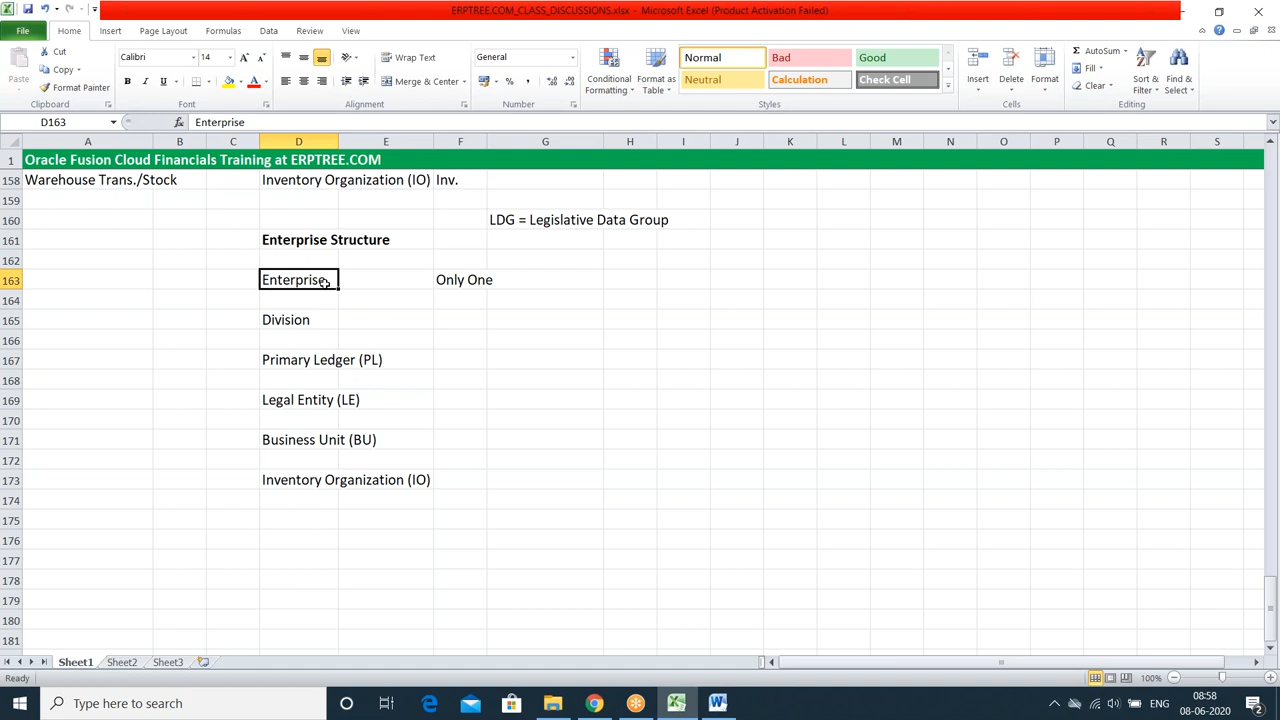 ERPTREE.COM_CLASS_DISCUSSIONS.xlsx - Microsoft Excel (Product Activation Failed)
File Home Insert Page Layout Formulas Data Review View
Cut
Copy
Format Painter
Paste
Clipboard
Calibri 14
B I U
Font
Wrap Text
Merge & Center
Alignment
General
Number
Conditional Formatting
Format as Table
Normal Bad Good
Neutral Calculation Check Cell
Styles
Insert Delete Format
Cells
AutoSum
Fill
Clear
Sort & Filter
Find & Select
Editing
D163 fx Enterprise
A B C D E F G H I J K L M N O P Q R S
1 Oracle Fusion Cloud Financials Training at ERPTREE.COM
158 Warehouse Trans./Stock Inventory Organization (IO) Inv.
159
160 LDG = Legislative Data Group
161 Enterprise Structure
162
163 Enterprise Only One
164
165 Division
166
167 Primary Ledger (PL)
168
169 Legal Entity (LE)
170
171 Business Unit (BU)
172
173 Inventory Organization (IO)
174
175
176
177
178
179
180
181
Sheet1 Sheet2 Sheet3
Ready 100%
Type here to search
ENG
08:58
08-06-2020
2